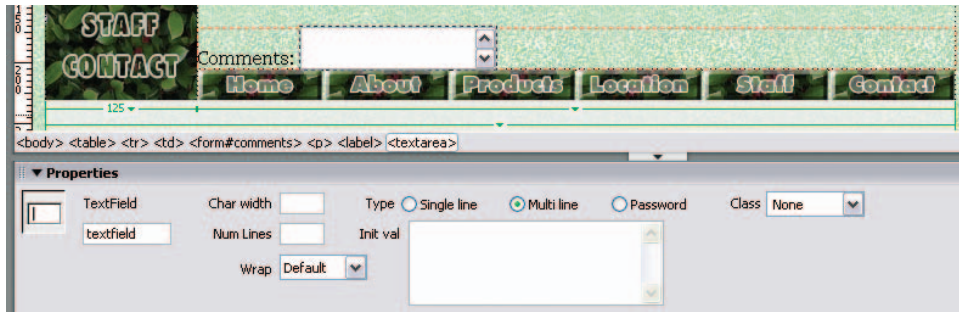 STAFF
CONTACT
Comments:
Home About Products Location Staff Contact
125
<body> <table> <tr> <td> <form#comments> <p> <label> <textarea>
Properties
TextField Char width Type Single line Multi line Password Class None
textfield Num Lines Init val
Wrap Default